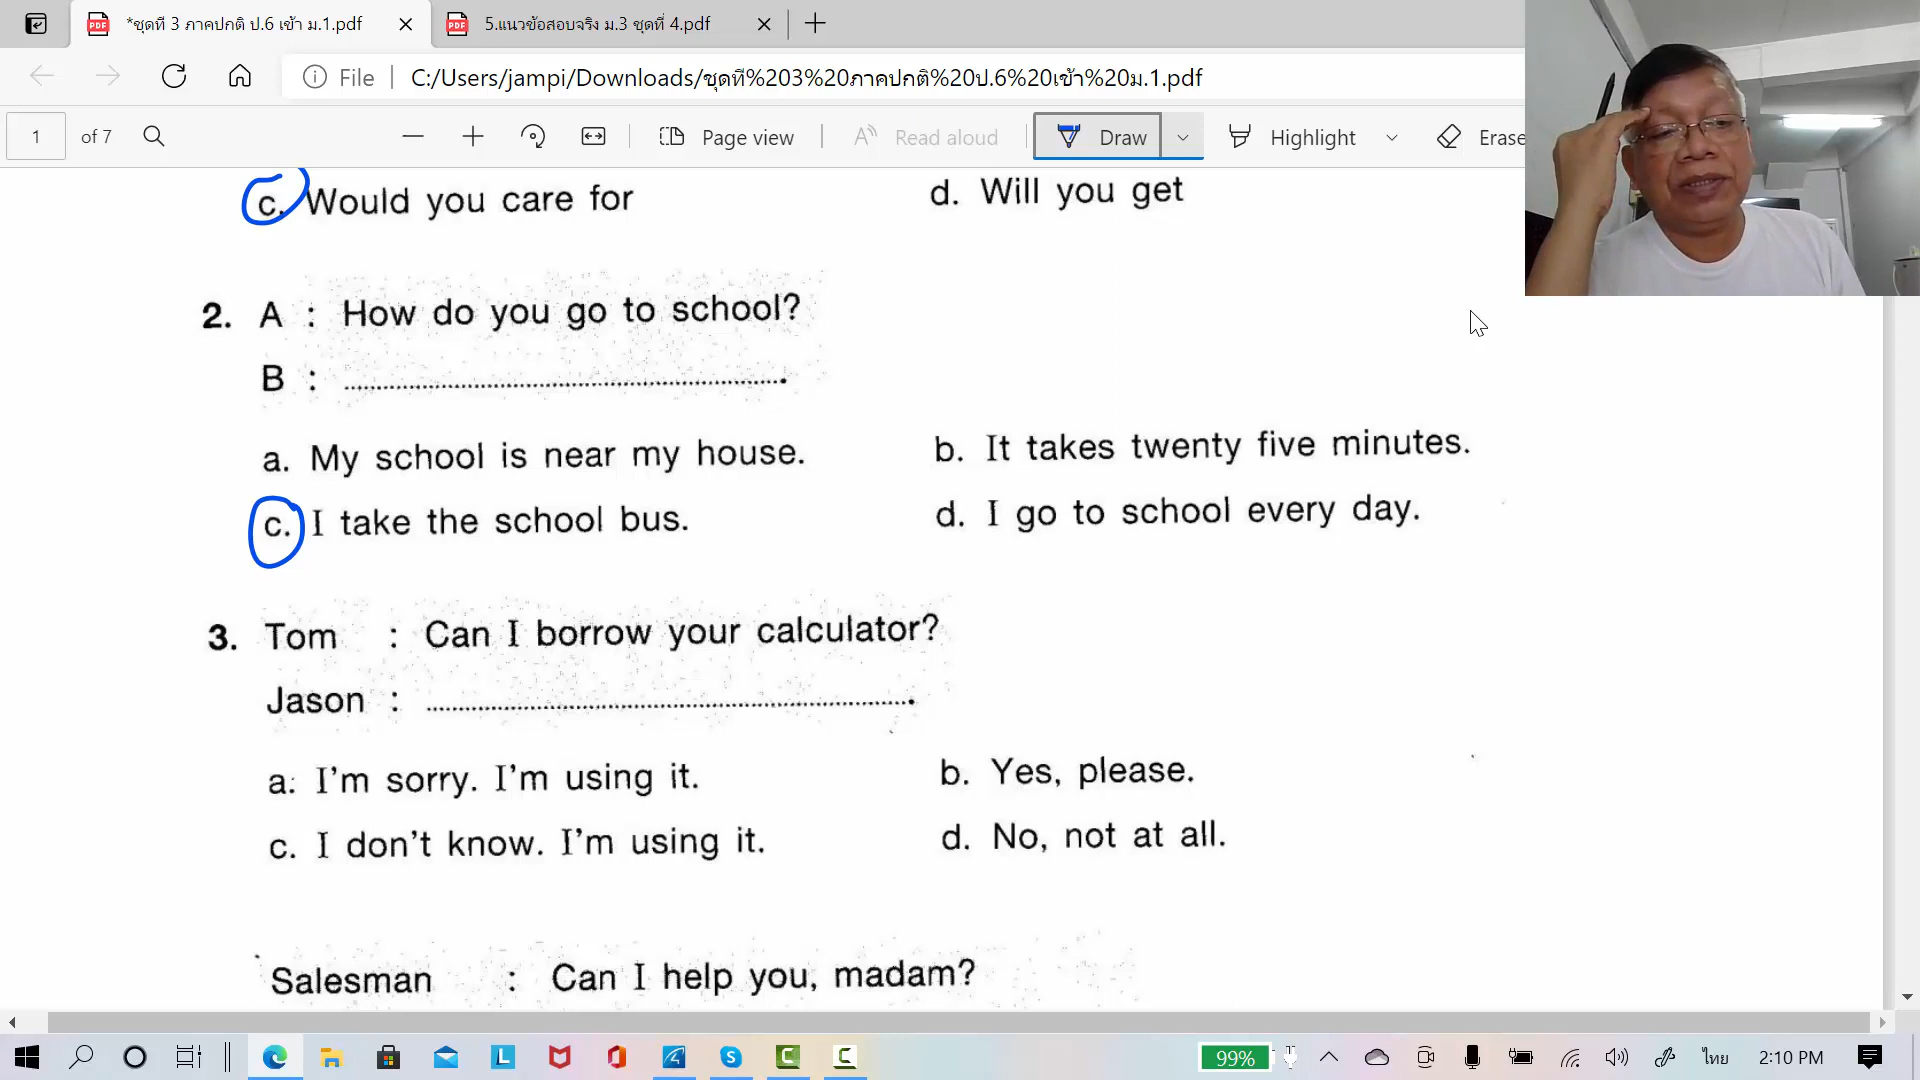 *ชุดที่ 3 ภาคปกติ ป.6 เข้า ม.1.pdf
5.แนวข้อสอบจริง ม.3 ชุดที่ 4.pdf
File
C:/Users/jampi/Downloads/ชุดที่%203%20ภาคปกติ%20ป.6%20เข้า%20ม.1.pdf
1 of 7
Page view
Read aloud
Draw
Highlight
Erase
c. Would you care for
d. Will you get
2. A : How do you go to school?
B : ..............................
a. My school is near my house.
b. It takes twenty five minutes.
c. I take the school bus.
d. I go to school every day.
3. Tom : Can I borrow your calculator?
Jason : ..............................
a. I'm sorry. I'm using it.
b. Yes, please.
c. I don't know. I'm using it.
d. No, not at all.
Salesman : Can I help you, madam?
99%
ไทย
2:10 PM